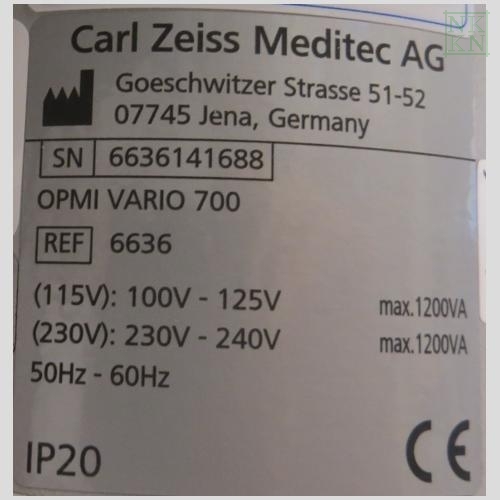 Carl Zeiss Meditec AG
Goeschwitzer Strasse 51-52
07745 Jena, Germany
SN 6636141688
OPMI VARIO 700
REF 6636
(115V): 100V - 125V max.1200VA
(230V): 230V - 240V max.1200VA
50Hz - 60Hz
IP20 CE